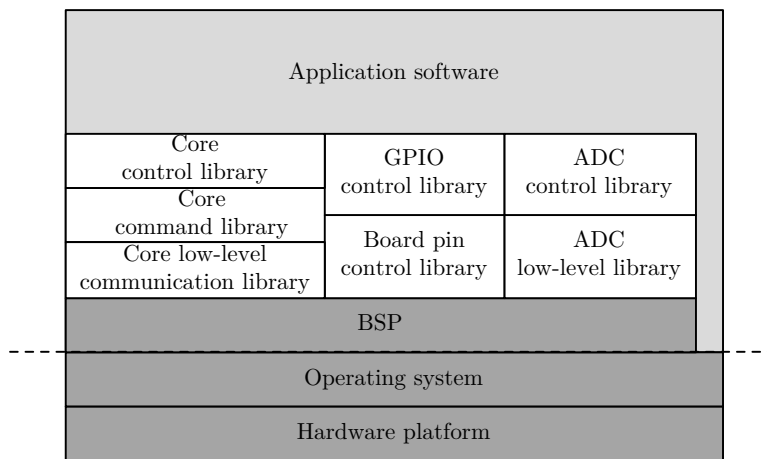 Application software
Core
control library
Core
command library
Core low-level
communication library
GPIO
control library
Board pin
control library
ADC
control library
ADC
low-level library
BSP
Operating system
Hardware platform